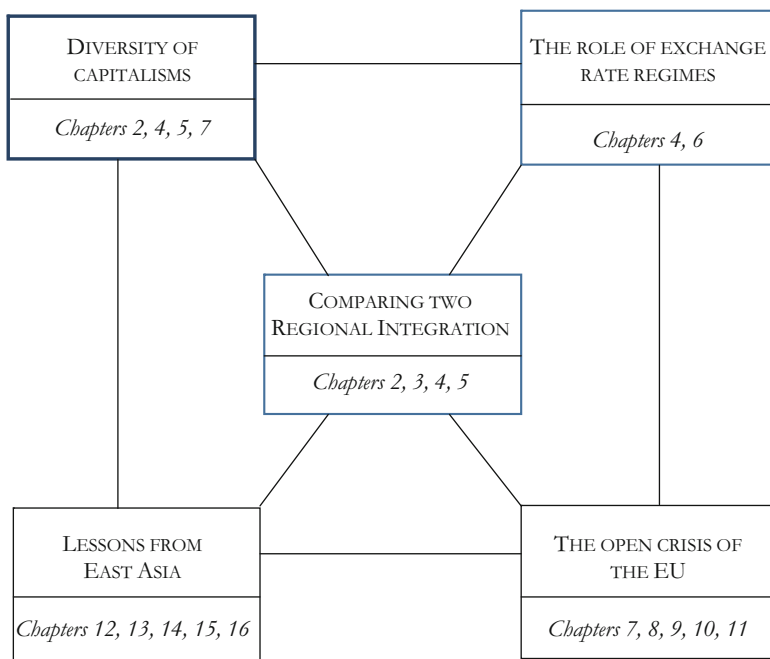 DIVERSITY OF
CAPITALISMS
Chapters 2, 4, 5, 7
THE ROLE OF EXCHANGE
RATE REGIMES
Chapters 4, 6
COMPARING TWO
REGIONAL INTEGRATION
Chapters 2, 3, 4, 5
LESSONS FROM
EAST ASIA
Chapters 12, 13, 14, 15, 16
THE OPEN CRISIS OF
THE EU
Chapters 7, 8, 9, 10, 11